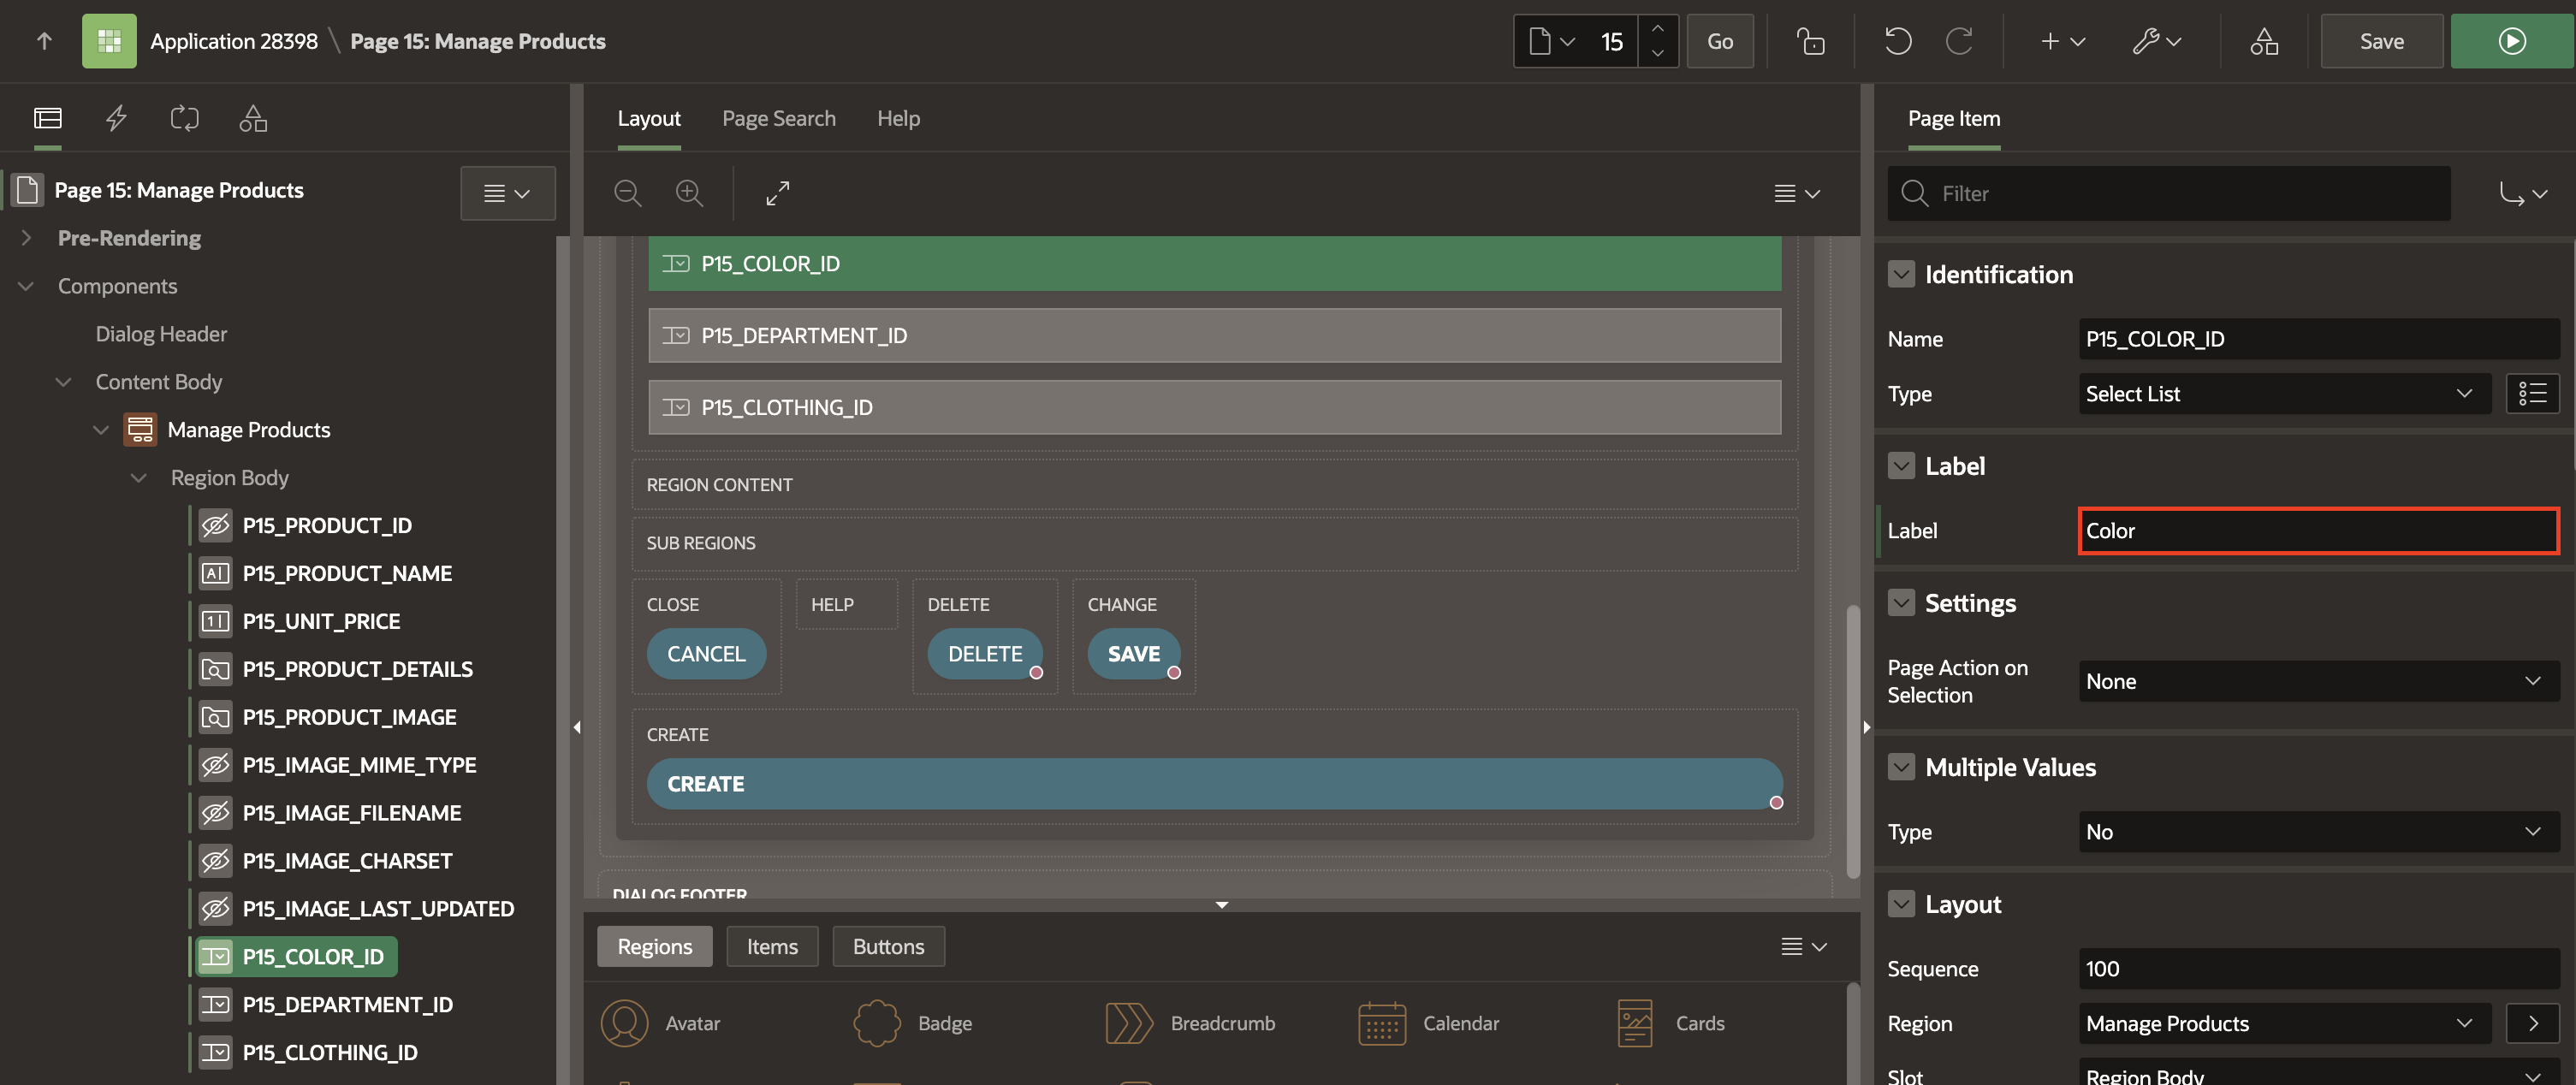 Application 28398 \ Page 15: Manage Products
15
Go
Save
Page 15: Manage Products
Pre-Rendering
Components
Dialog Header
Content Body
Manage Products
Region Body
P15_PRODUCT_ID
P15_PRODUCT_NAME
P15_UNIT_PRICE
P15_PRODUCT_DETAILS
P15_PRODUCT_IMAGE
P15_IMAGE_MIME_TYPE
P15_IMAGE_FILENAME
P15_IMAGE_CHARSET
P15_IMAGE_LAST_UPDATED
P15_COLOR_ID
P15_DEPARTMENT_ID
P15_CLOTHING_ID
Layout
Page Search
Help
P15_COLOR_ID
P15_DEPARTMENT_ID
P15_CLOTHING_ID
REGION CONTENT
SUB REGIONS
CLOSE
HELP
DELETE
CHANGE
CANCEL
DELETE
SAVE
CREATE
CREATE
DIALOG FOOTER
Regions
Items
Buttons
Avatar
Badge
Breadcrumb
Calendar
Cards
Page Item
Filter
Identification
Name
P15_COLOR_ID
Type
Select List
Label
Label
Color
Settings
Page Action on
Selection
None
Multiple Values
Type
No
Layout
Sequence
100
Region
Manage Products
Slot
Region Body